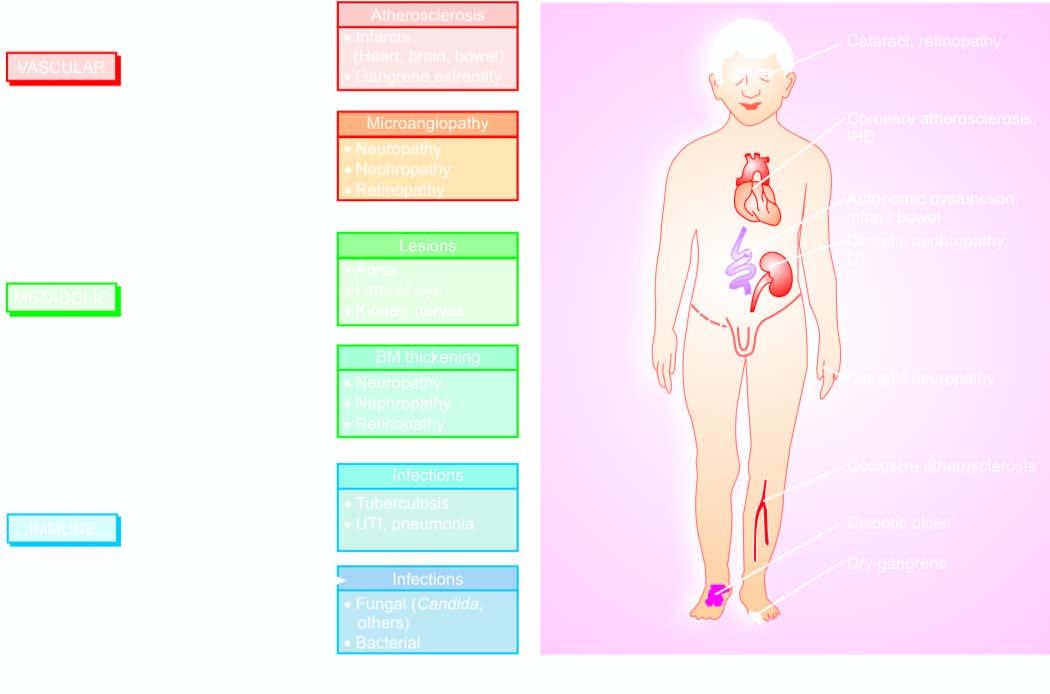 VASCULAR
Atherosclerosis
• Infarcts
(Heart, brain, bowel)
• Gangrene extremity
Microangiopathy
• Neuropathy
• Nephropathy
• Retinopathy
METABOLIC
Lesions
• Aorta
• Lens of eye
• Kidney, nerves
BM thickening
• Neuropathy
• Nephropathy
• Retinopathy
IMMUNE
Infections
• Tuberculosis
• UTI, pneumonia
Infections
• Fungal (Candida,
others)
• Bacterial
Cataract, retinopathy
Coronary atherosclerosis,
IHD
Autonomic dysfunction,
infarct bowel
Diabetic nephropathy,
UTI
Diabetic neuropathy
Occlusive atherosclerosis
Diabetic ulcer
Dry gangrene